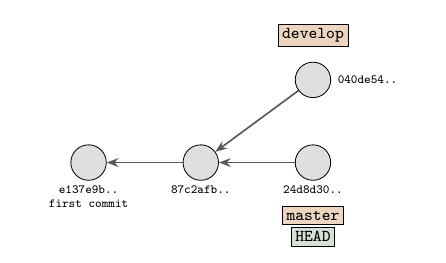 develop
040de54..
e137e9b..
first commit
87c2afb..
24d8d30..
master
HEAD